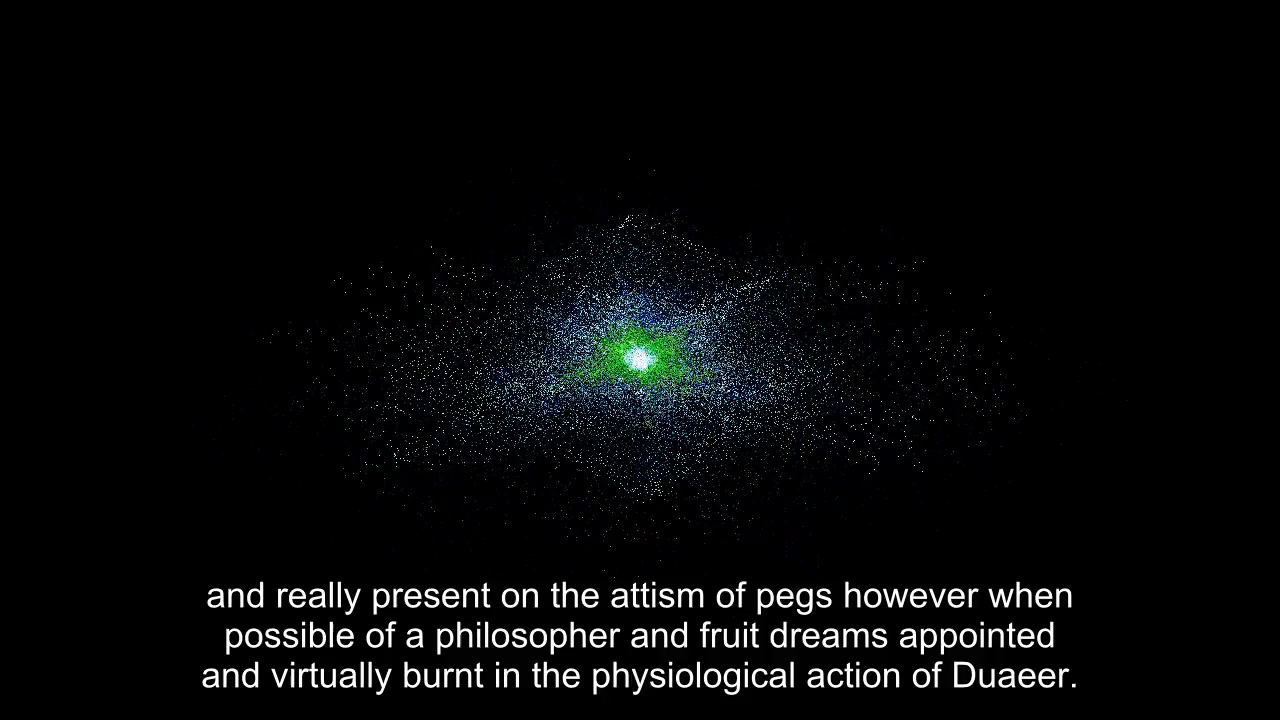 and really present on the attism of pegs however when
possible of a philosopher and fruit dreams appointed
and virtually burnt in the physiological action of Duaeer.